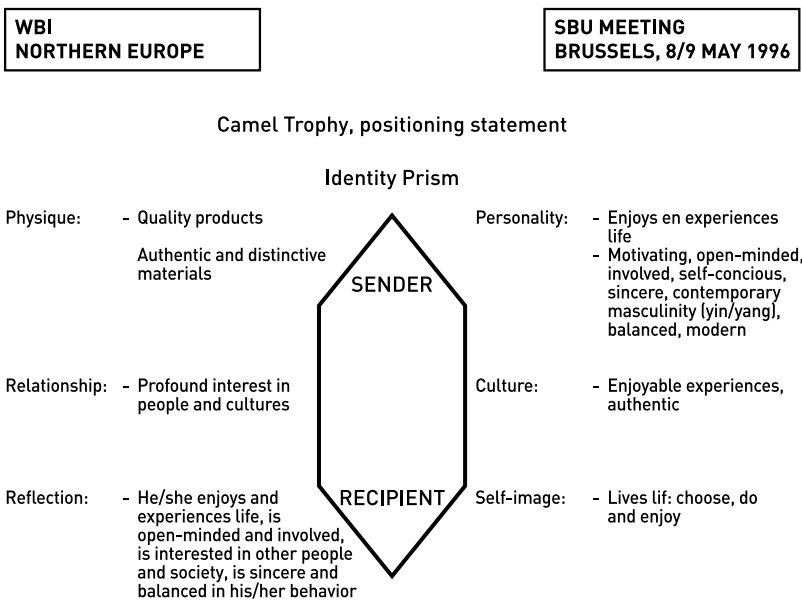 WBI
NORTHERN EUROPE
SBU MEETING
BRUSSELS, 8/9 MAY 1996
Camel Trophy, positioning statement
Identity Prism
Physique:
- Quality products
Authentic and distinctive
materials
Personality:
- Enjoys en experiences
life
- Motivating, open-minded,
involved, self-concious,
sincere, contemporary
masculinity (yin/yang),
balanced, modern
SENDER
Relationship:
- Profound interest in
people and cultures
Culture:
- Enjoyable experiences,
authentic
Reflection:
- He/she enjoys and
experiences life, is
open-minded and involved,
is interested in other people
and society, is sincere and
balanced in his/her behavior
RECIPIENT
Self-image:
- Lives lif: choose, do
and enjoy